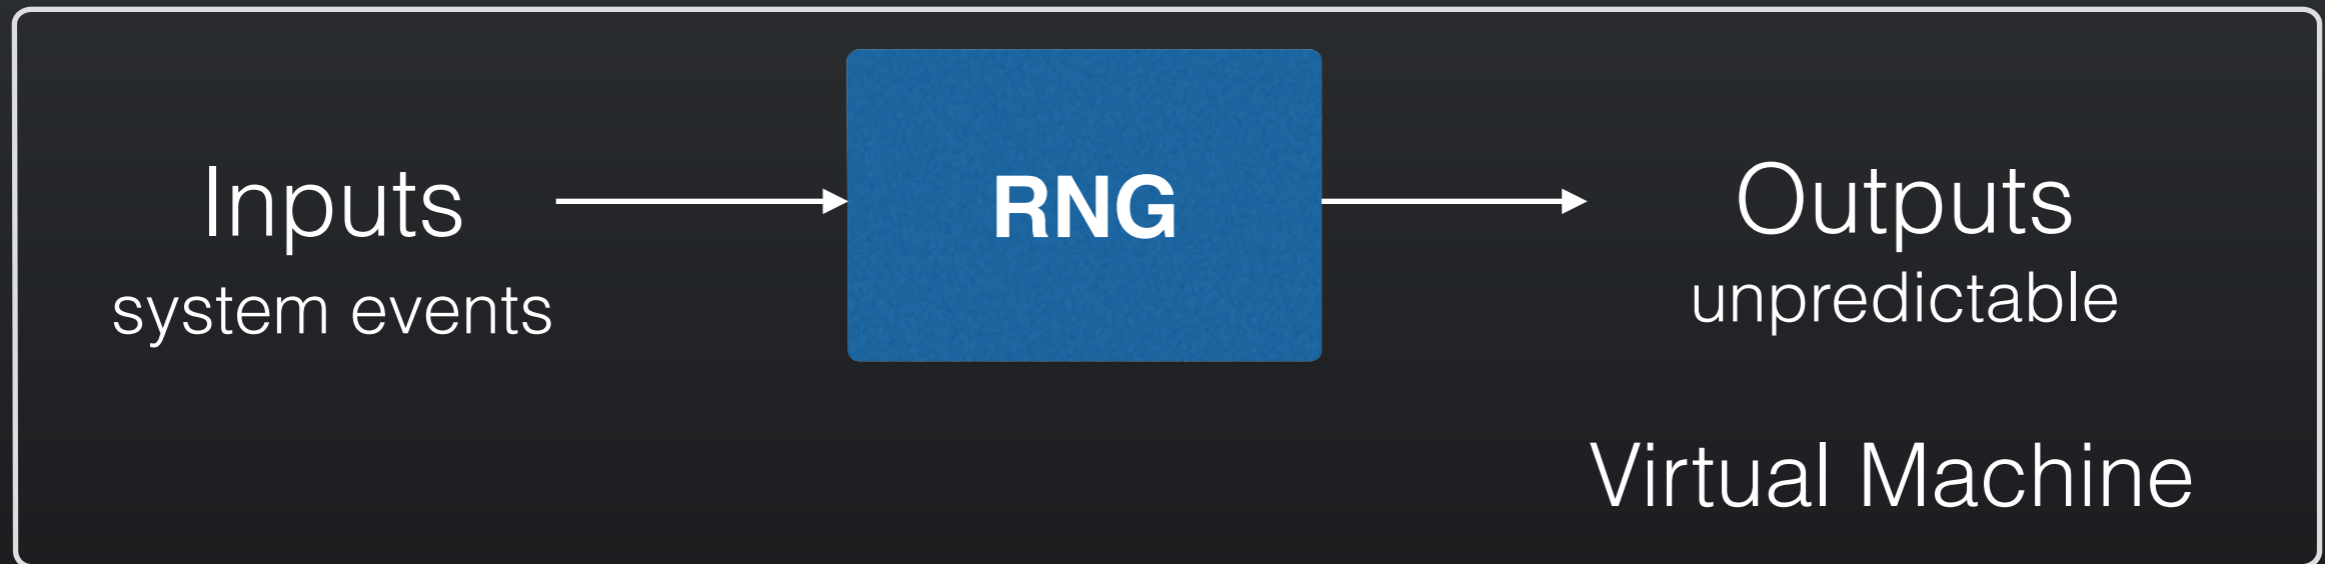 Inputs
system events
RNG
Outputs
unpredictable
Virtual Machine